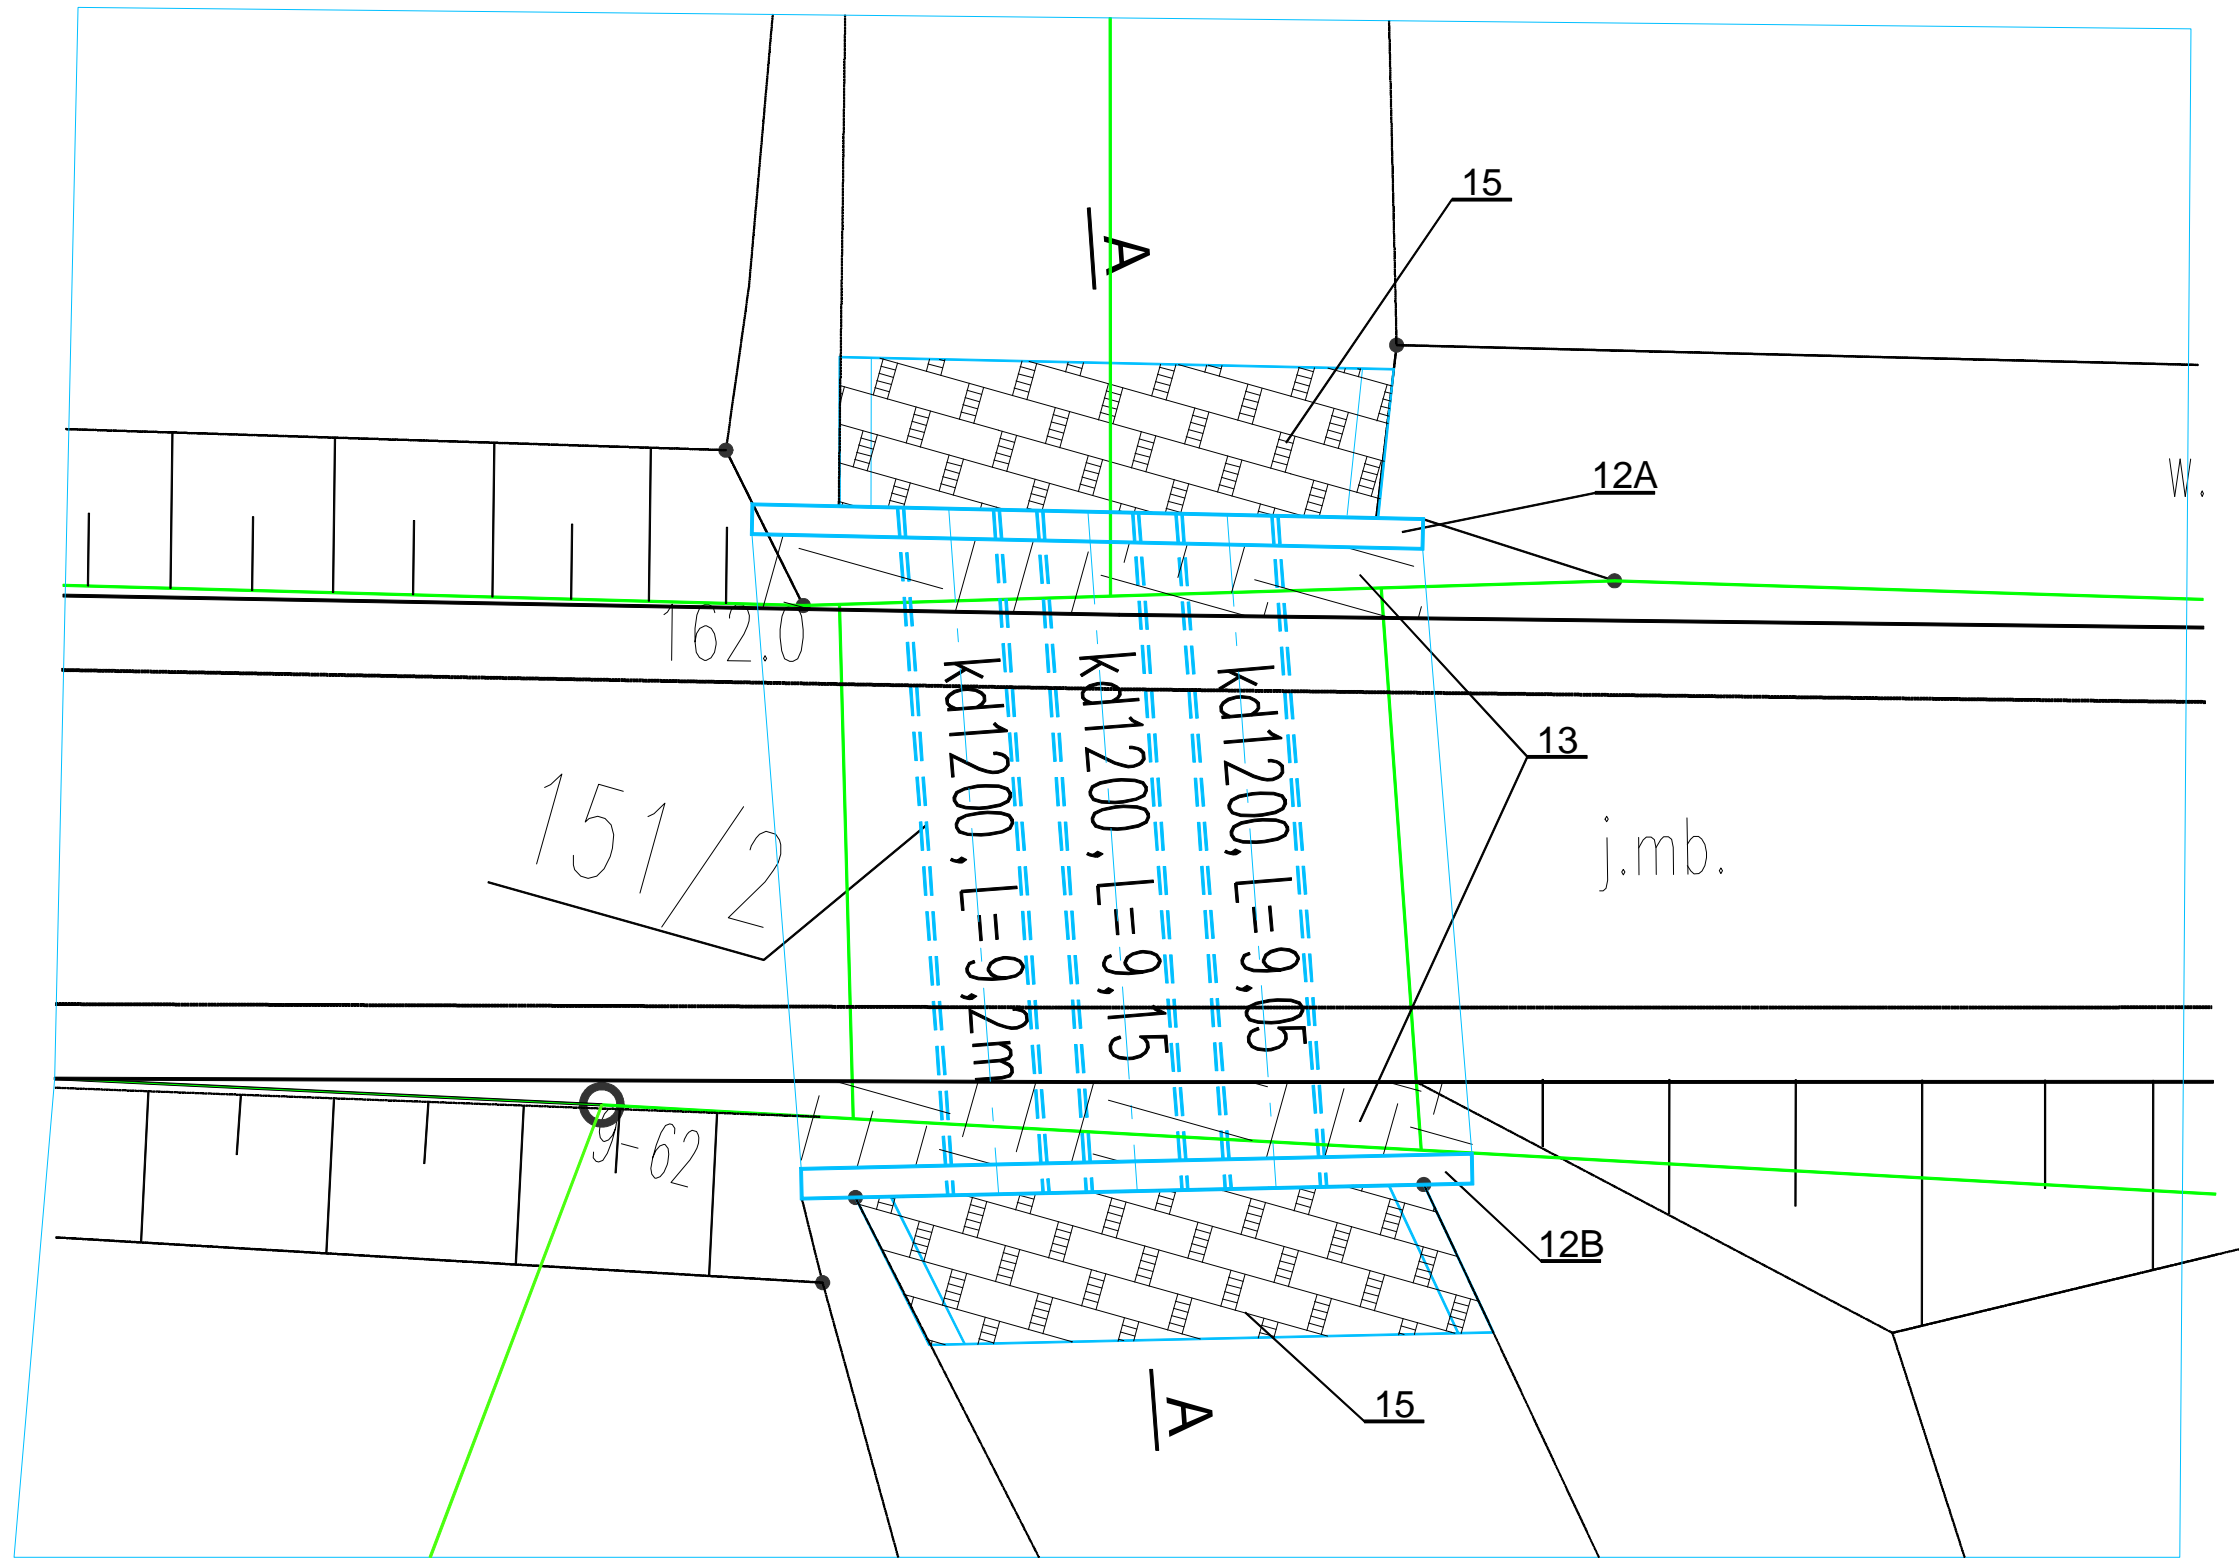 15
A
12A
w.
162.0
kd1200, L=9,2m
kd1200, L=9,15
kd1200, L=9,05
13
151/2
j.mb.
9-62
12B
15
A